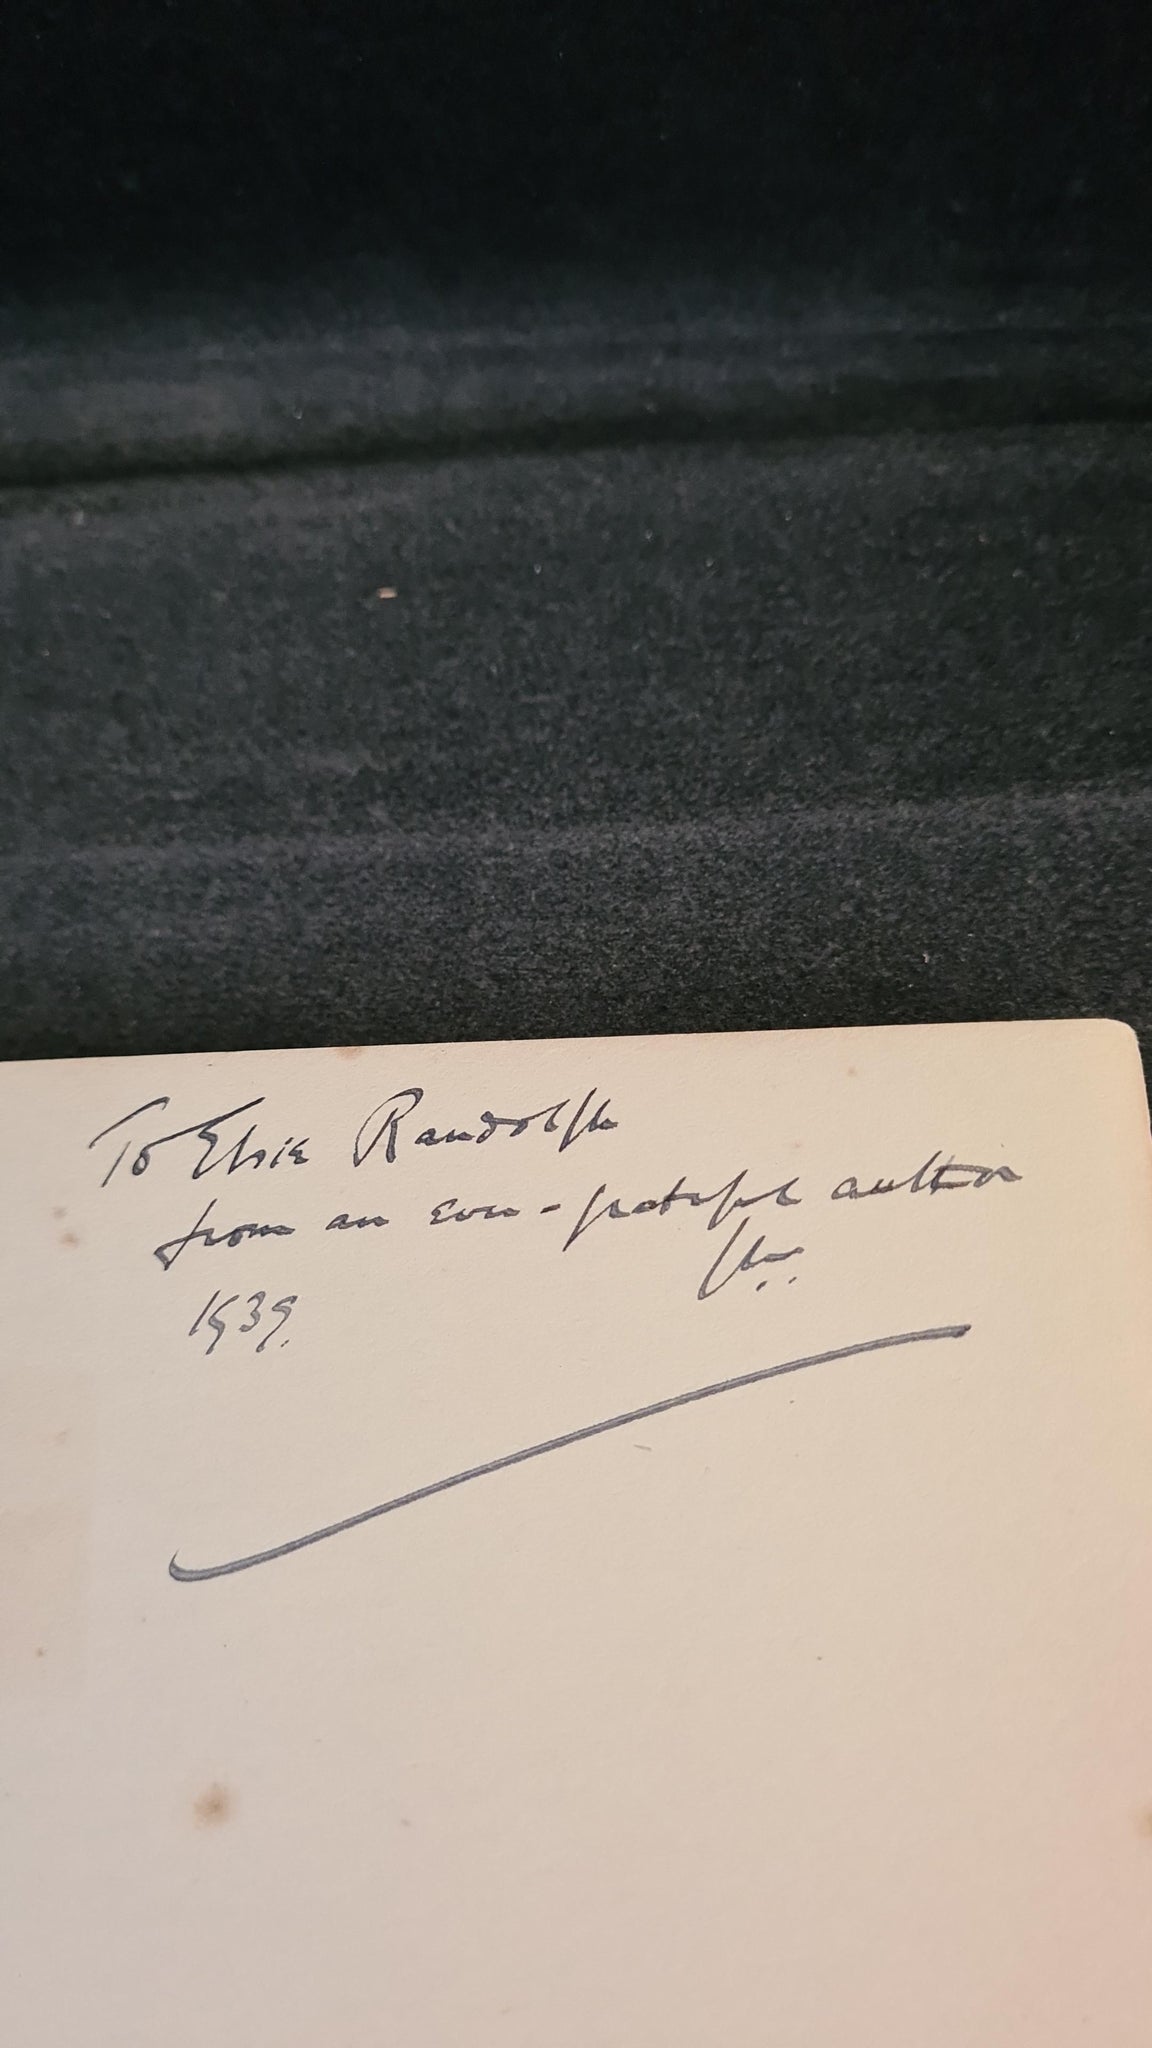 To Elsie Randolph
from an ever-grateful author
1939.